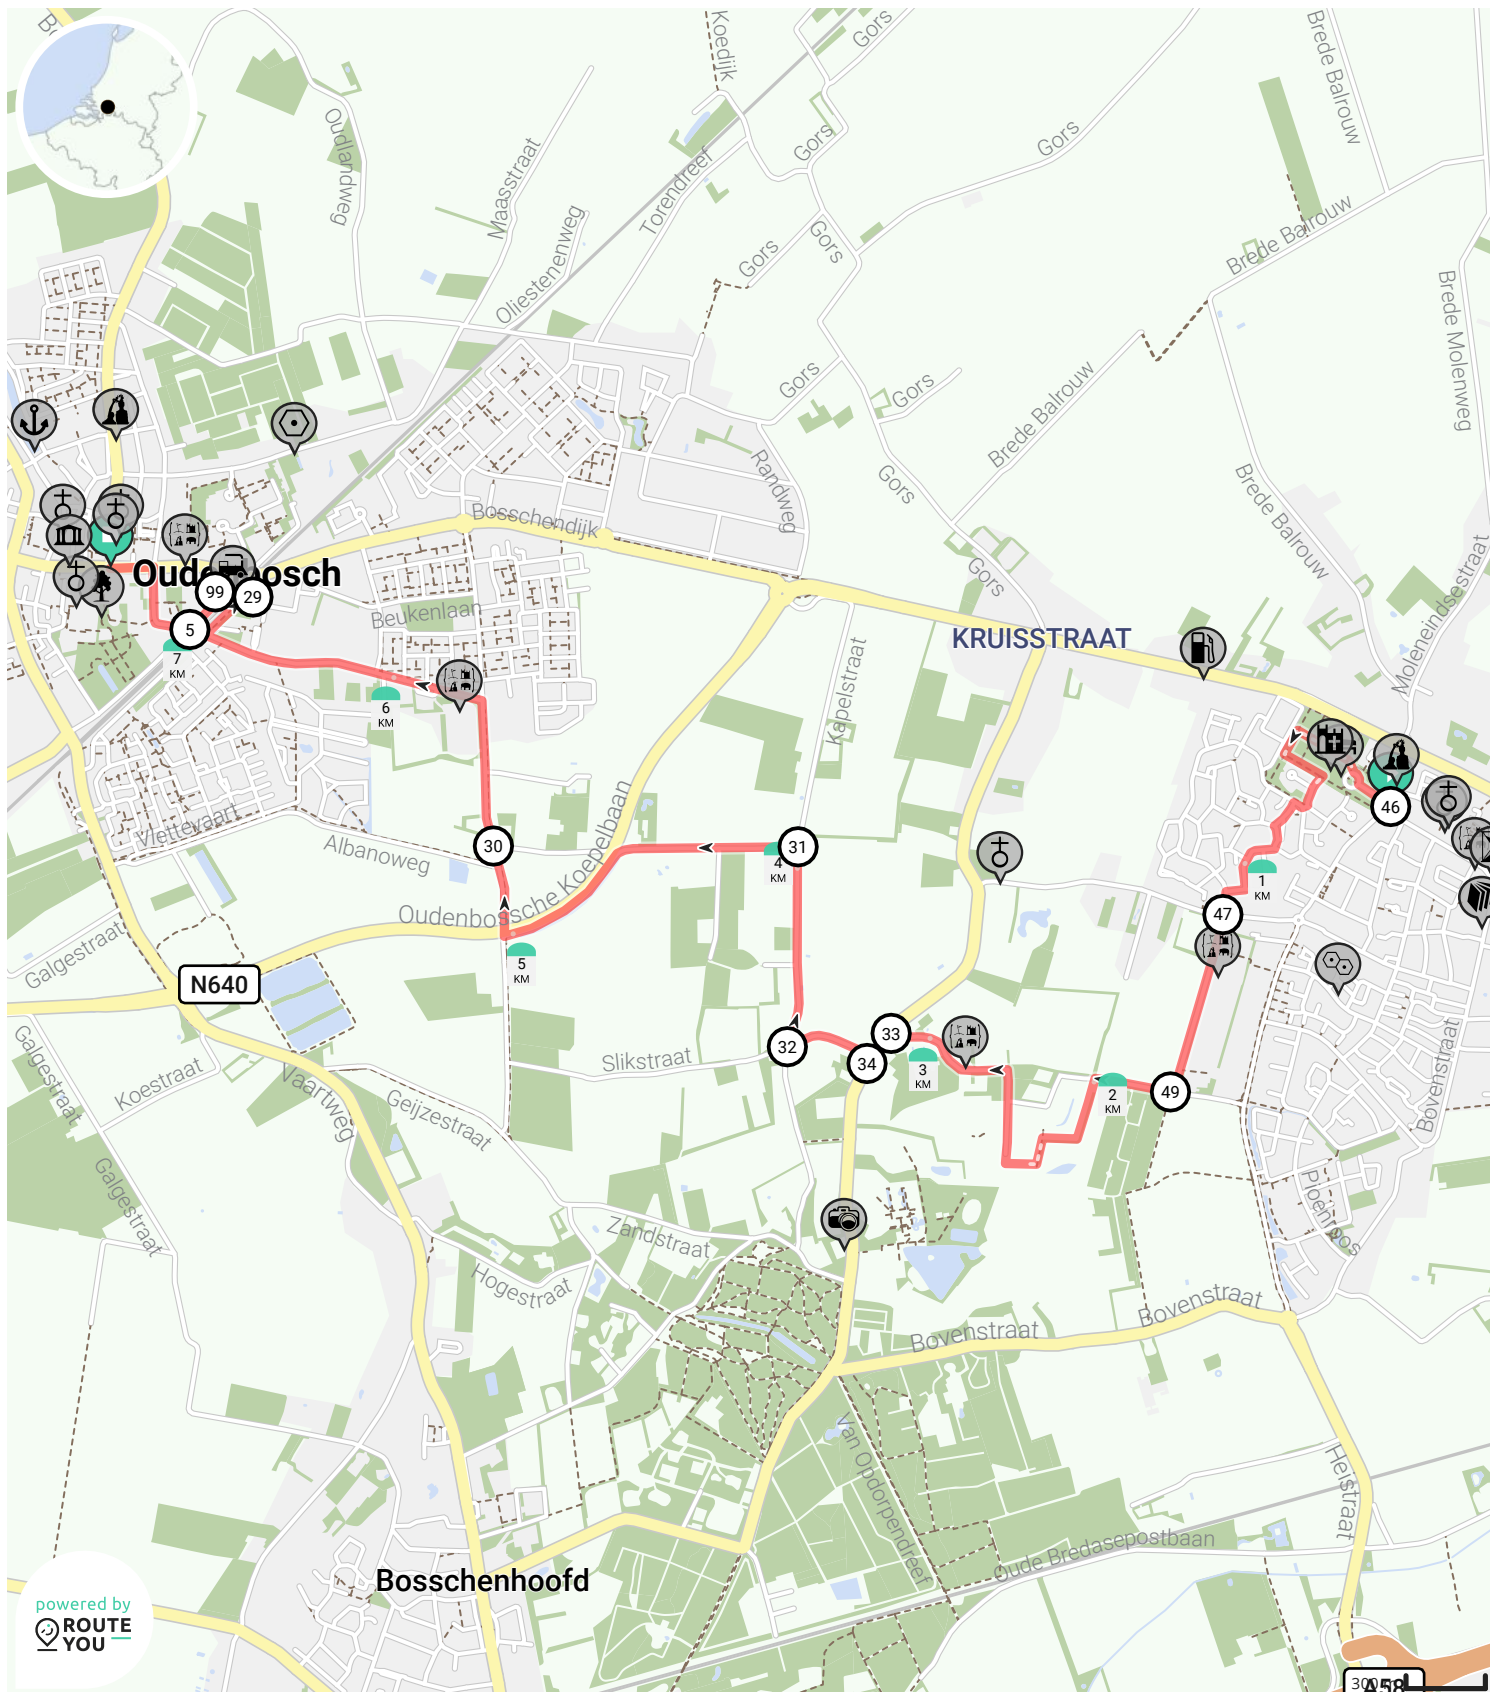 Koedijk
Gors
Brede Balrouw
Oudlandweg
Maasstraat
Torendreef
Gors
Gors
Oliestenenweg
Gors
Gors
Brede Balrouw
Brede Molenweg
Gors
Gors
Brede Balrouw
Randweg
Gors
Brede Balrouw
Bosschendijk
Oudenbosch
99
29
5
Beukenlaan
Gors
Moleneindsestraat
KRUISSTRAAT
7
KM
6
KM
Kapelstraat
46
Vlettevaart
Albanoweg
30
31
4
KM
1
KM
Oudenbossche Koepelbaan
47
Galgestraat
N640
5
KM
33
32
34
Slikstraat
3
KM
49
2
KM
Galgestraat
Koestraat
Vaartweg
Geijzestraat
Bovenstraat
Galgestraat
Zandstraat
Ploenroos
Hogestraat
Bovenstraat
Bovenstraat
Van Opdorpendreef
Heistraat
Oude Bredasepostbaan
Bosschenhoofd
powered by
ROUTE
YOU
A58